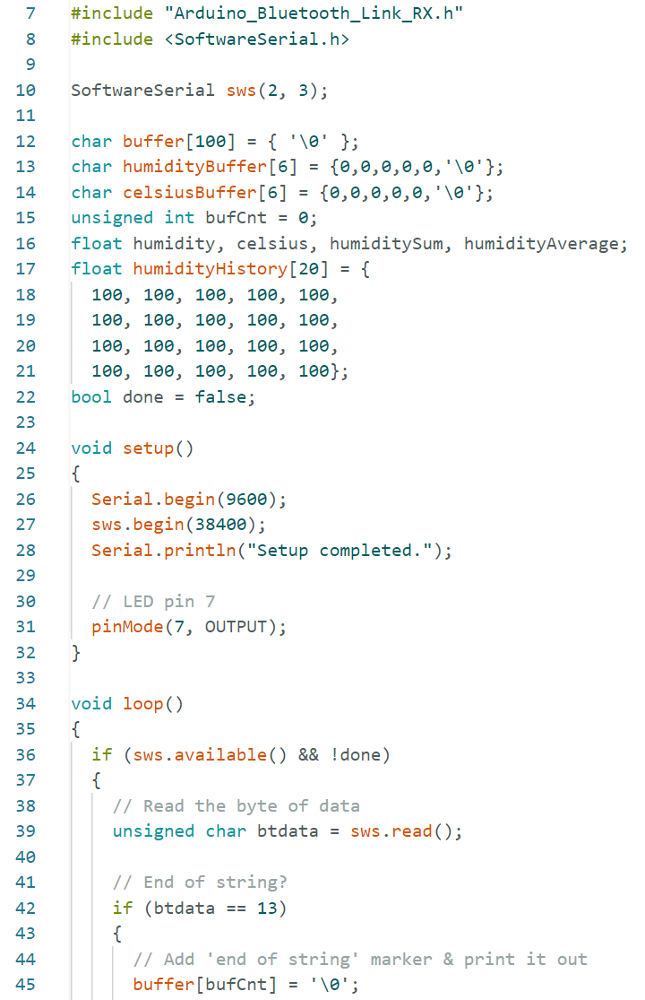 7 #include "Arduino_Bluetooth_Link_RX.h"
8 #include <SoftwareSerial.h>
9
10 SoftwareSerial sws(2, 3);
11
12 char buffer[100] = { '\0' };
13 char humidityBuffer[6] = {0,0,0,0,0,'\0'};
14 char celsiusBuffer[6] = {0,0,0,0,0,'\0'};
15 unsigned int bufCnt = 0;
16 float humidity, celsius, humiditySum, humidityAverage;
17 float humidityHistory[20] = {
18   100, 100, 100, 100, 100,
19   100, 100, 100, 100, 100,
20   100, 100, 100, 100, 100,
21   100, 100, 100, 100, 100};
22 bool done = false;
23
24 void setup()
25 {
26   Serial.begin(9600);
27   sws.begin(38400);
28   Serial.println("Setup completed.");
29
30   // LED pin 7
31   pinMode(7, OUTPUT);
32 }
33
34 void loop()
35 {
36   if (sws.available() && !done)
37   {
38     // Read the byte of data
39     unsigned char btdata = sws.read();
40
41     // End of string?
42     if (btdata == 13)
43     {
44       // Add 'end of string' marker & print it out
45       buffer[bufCnt] = '\0';